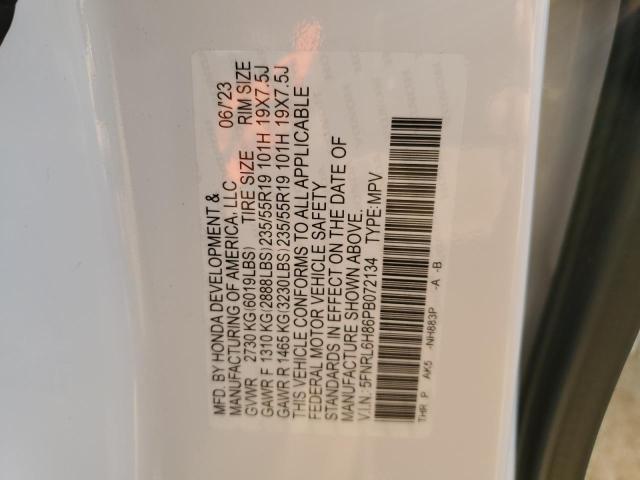 MFD. BY HONDA DEVELOPMENT &
MANUFACTURING OF AMERICA, LLC 06/'23
GVWR 2730 KG(6019LBS) TIRE SIZE RIM SIZE
GAWR F 1310 KG(2888LBS)235/55R19 101H 19X7.5J
GAWR R 1465 KG(3230LBS)235/55R19 101H 19X7.5J
THIS VEHICLE CONFORMS TO ALL APPLICABLE
FEDERAL MOTOR VEHICLE SAFETY
STANDARDS IN EFFECT ON THE DATE OF
MANUFACTURE SHOWN ABOVE.
V.I.N. 5FNRL6H86PB072134 TYPE:MPV
THR P AK5 -NH883P -A -B